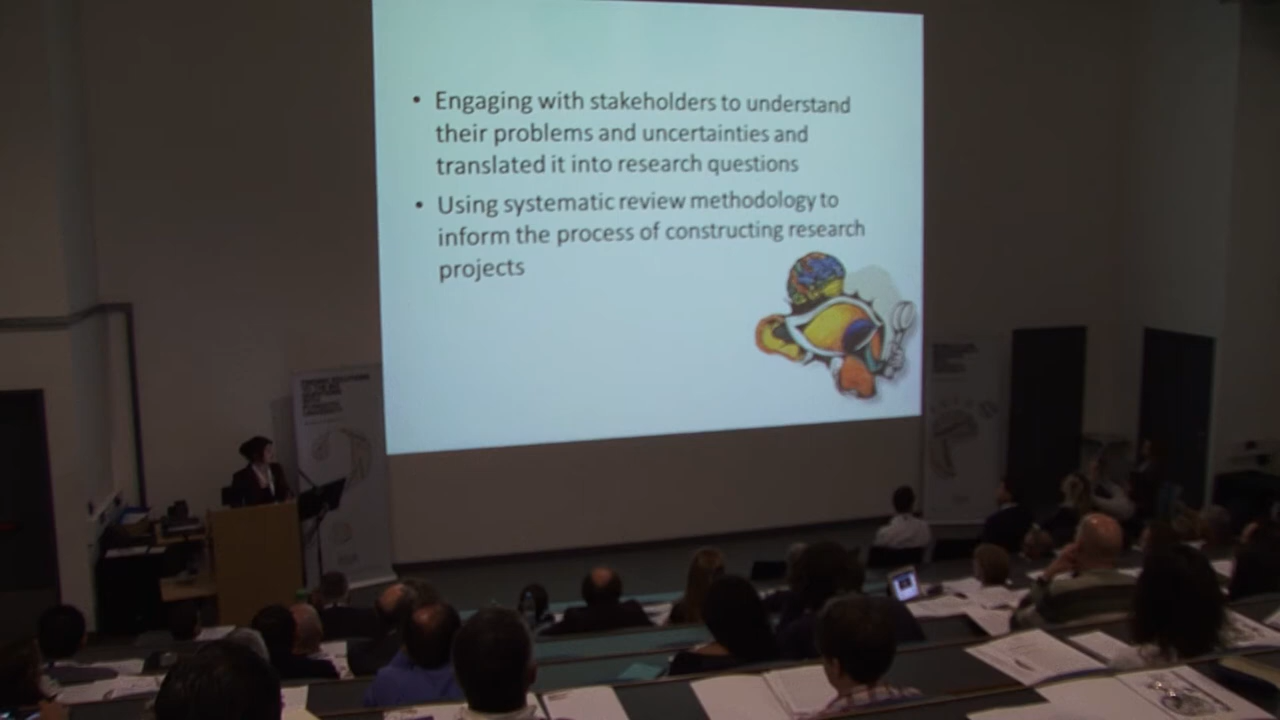 • Engaging with stakeholders to understand
their problems and uncertainties and
translated it into research questions
• Using systematic review methodology to
inform the process of constructing research
projects